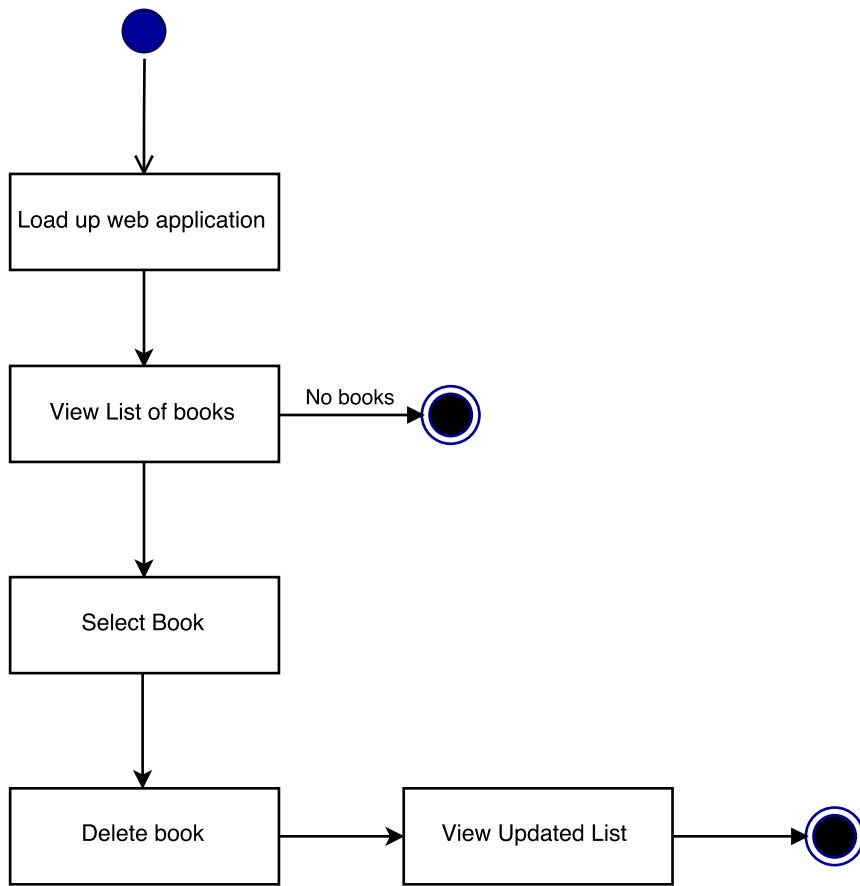 Load up web application
View List of books
No books
Select Book
Delete book
View Updated List